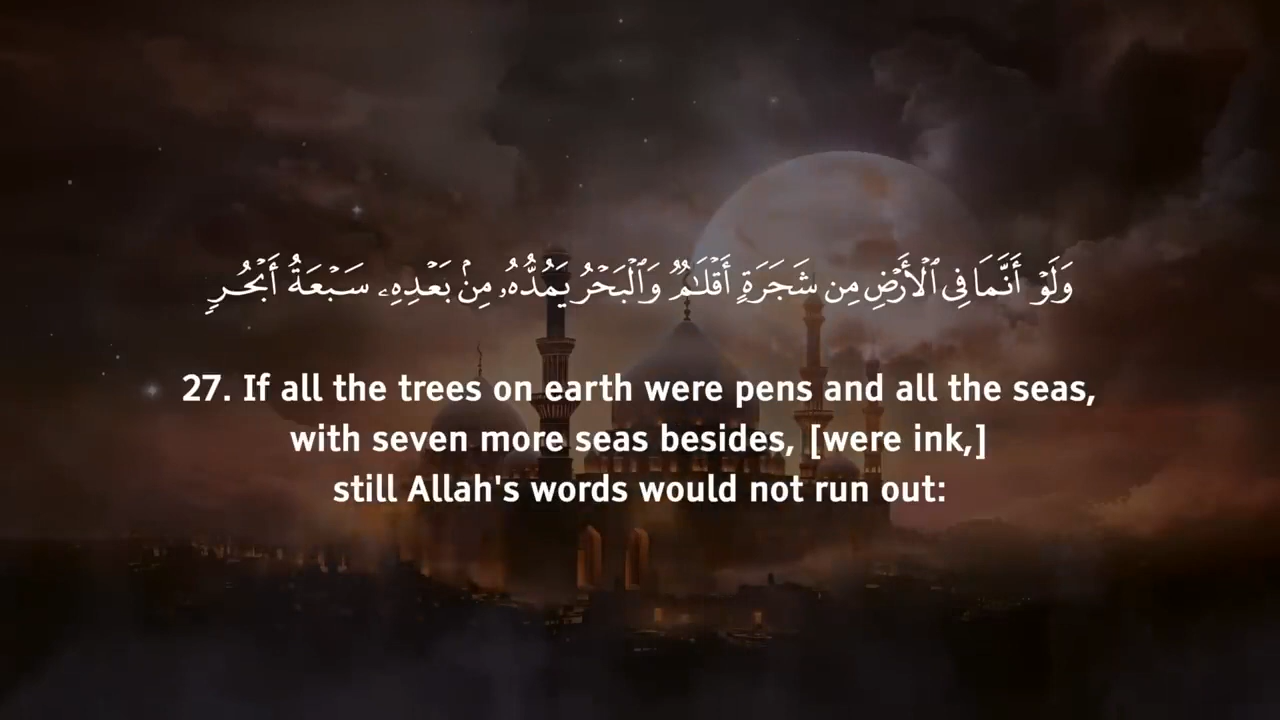 وَلَوْ أَنَّمَا فِى ٱلْأَرْضِ مِن شَجَرَةٍ أَقْلَٰمٌ وَٱلْبَحْرُ يَمُدُّهُۥ مِنۢ بَعْدِهِۦ سَبْعَةُ أَبْحُرٍ
27. If all the trees on earth were pens and all the seas,
with seven more seas besides, [were ink,]
still Allah's words would not run out: